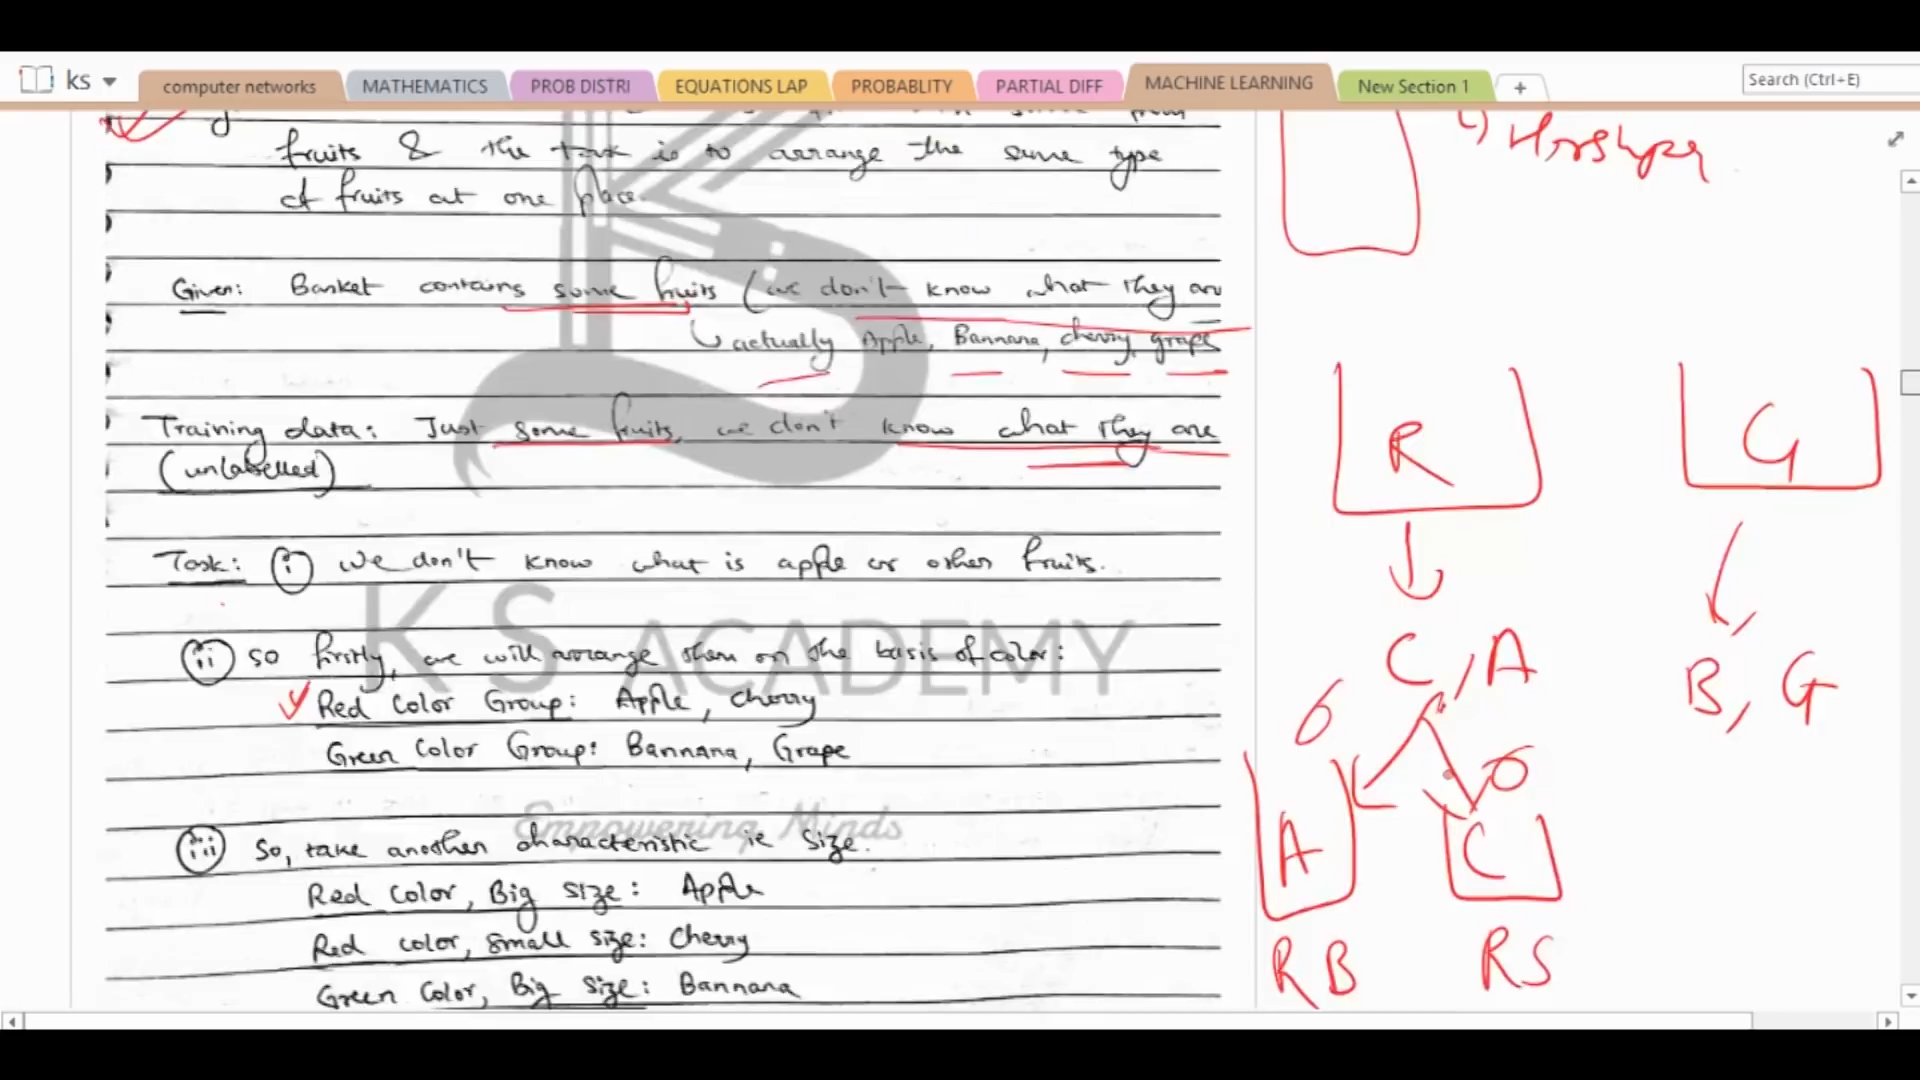 ks
computer networks
MATHEMATICS
PROB DISTRI
EQUATIONS LAP
PROBABLITY
PARTIAL DIFF
MACHINE LEARNING
New Section 1
+
Search (Ctrl+E)
fruits & the task is to arrange the same type
of fruits at one place.
Given: Basket contains some fruits (we don't know what they are
actually Apple, Bannana, cherry, grape
Training data: Just some fruits, we don't know what they are
(unlabelled)
Task: (i) we don't know what is apple or other fruits.
(ii) so firstly, we will arrange them on the basis of color:
Red Color Group: Apple, cherry
Green Color Group: Bannana, Grape
(iii) So, take another characteristic ie size.
Red Color, Big size: Apple
Red color, small size: cherry
Green Color, Big size: Bannana
KS ACADEMY
Empowering Minds
R
G
C, A
B, G
A
C
RB
RS